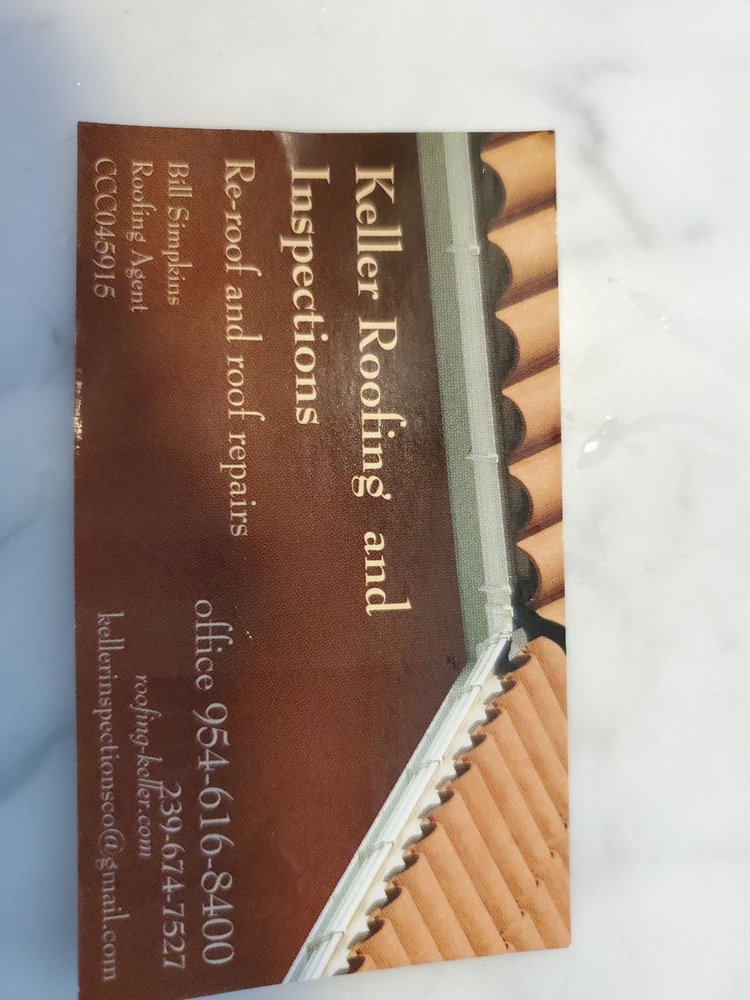 Keller Roofing and
Inspections
Re-roof and roof repairs
Bill Simpkins
Roofing Agent
CCC045915
office 954-616-8400
239-674-7527
roofing-keller.com
kellerinspectionsco@gmail.com